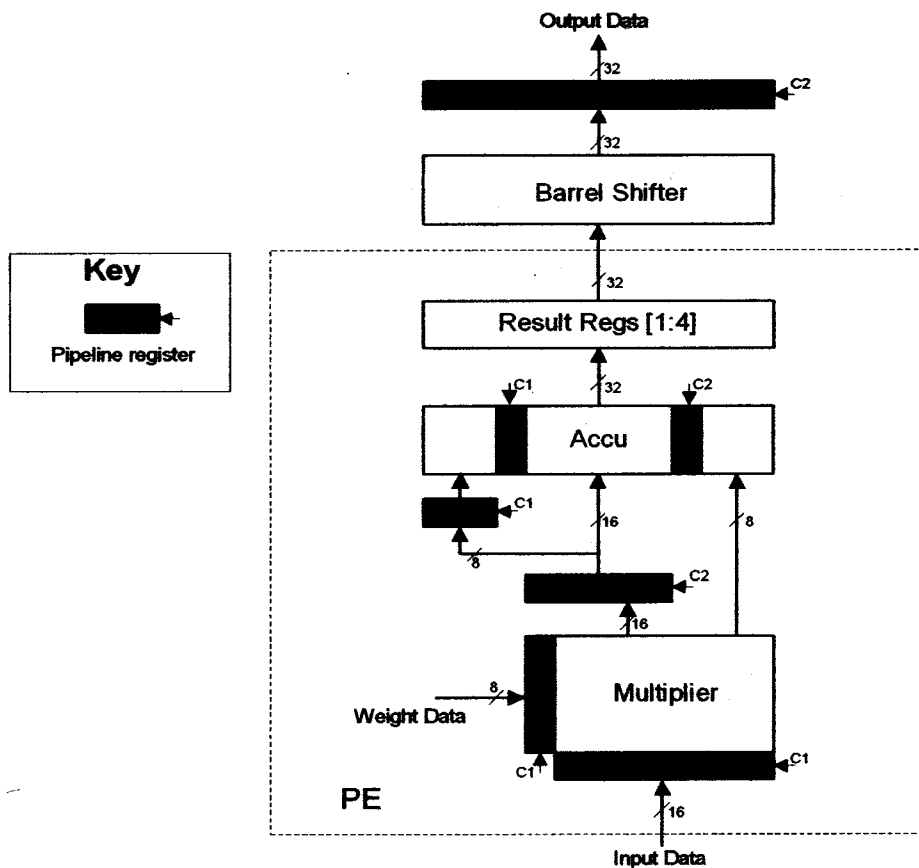 Output Data
32
C2
32
Barrel Shifter
Key
Pipeline register
32
Result Regs [1:4]
C1
32
C2
Accu
C1
16
8
8
C2
16
Multiplier
8
Weight Data
C1
C1
PE
16
Input Data